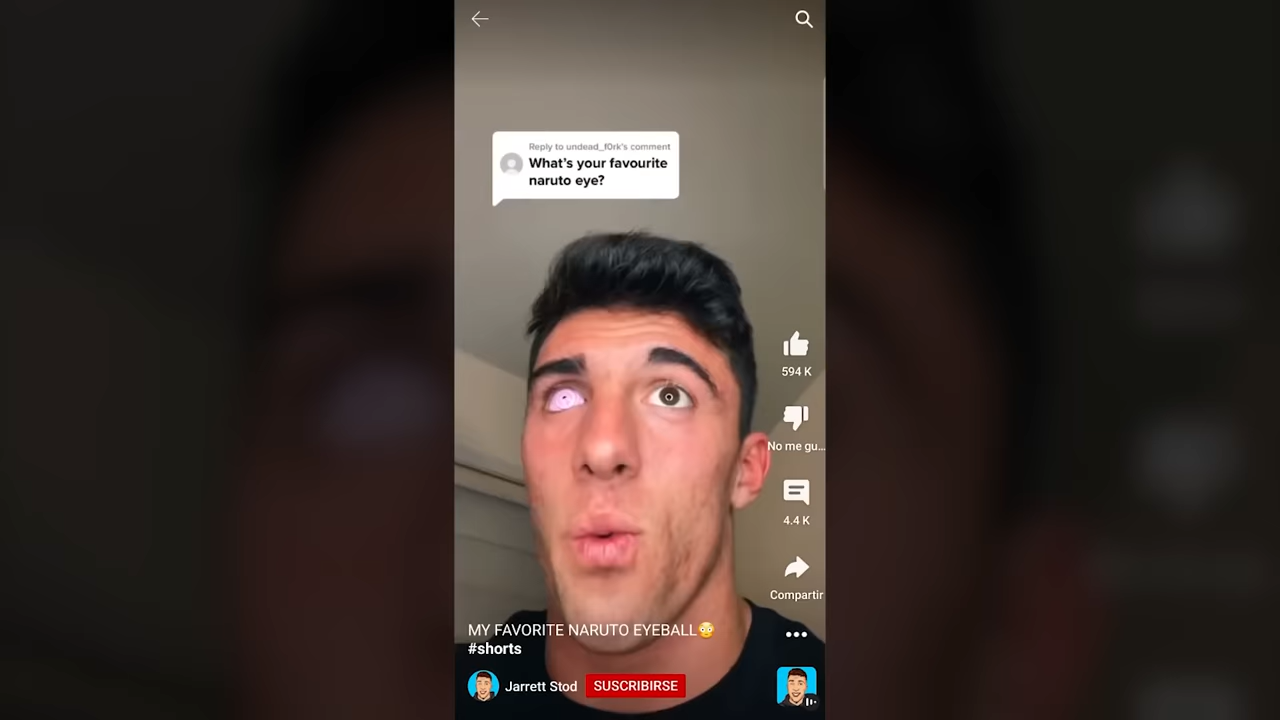 Reply to undead_f0rk's comment
What's your favourite
naruto eye?
594 K
No me gu...
4.4 K
Compartir
MY FAVORITE NARUTO EYEBALL😳
#shorts
Jarrett Stod
SUSCRIBIRSE